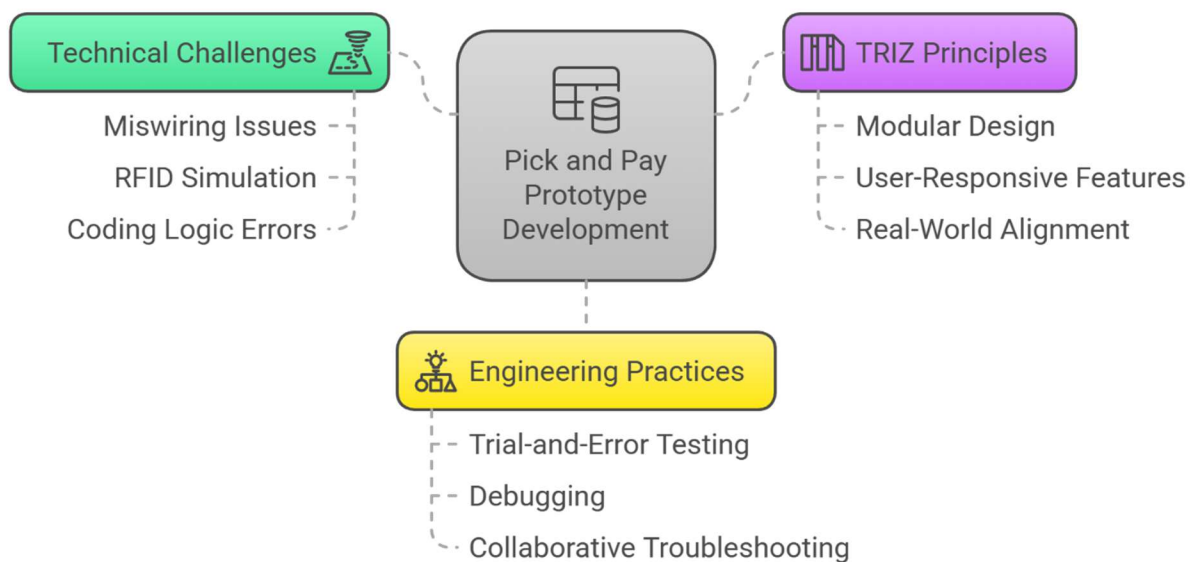 Technical Challenges
Miswiring Issues
RFID Simulation
Coding Logic Errors
Pick and Pay
Prototype
Development
TRIZ Principles
Modular Design
User-Responsive Features
Real-World Alignment
Engineering Practices
Trial-and-Error Testing
Debugging
Collaborative Troubleshooting